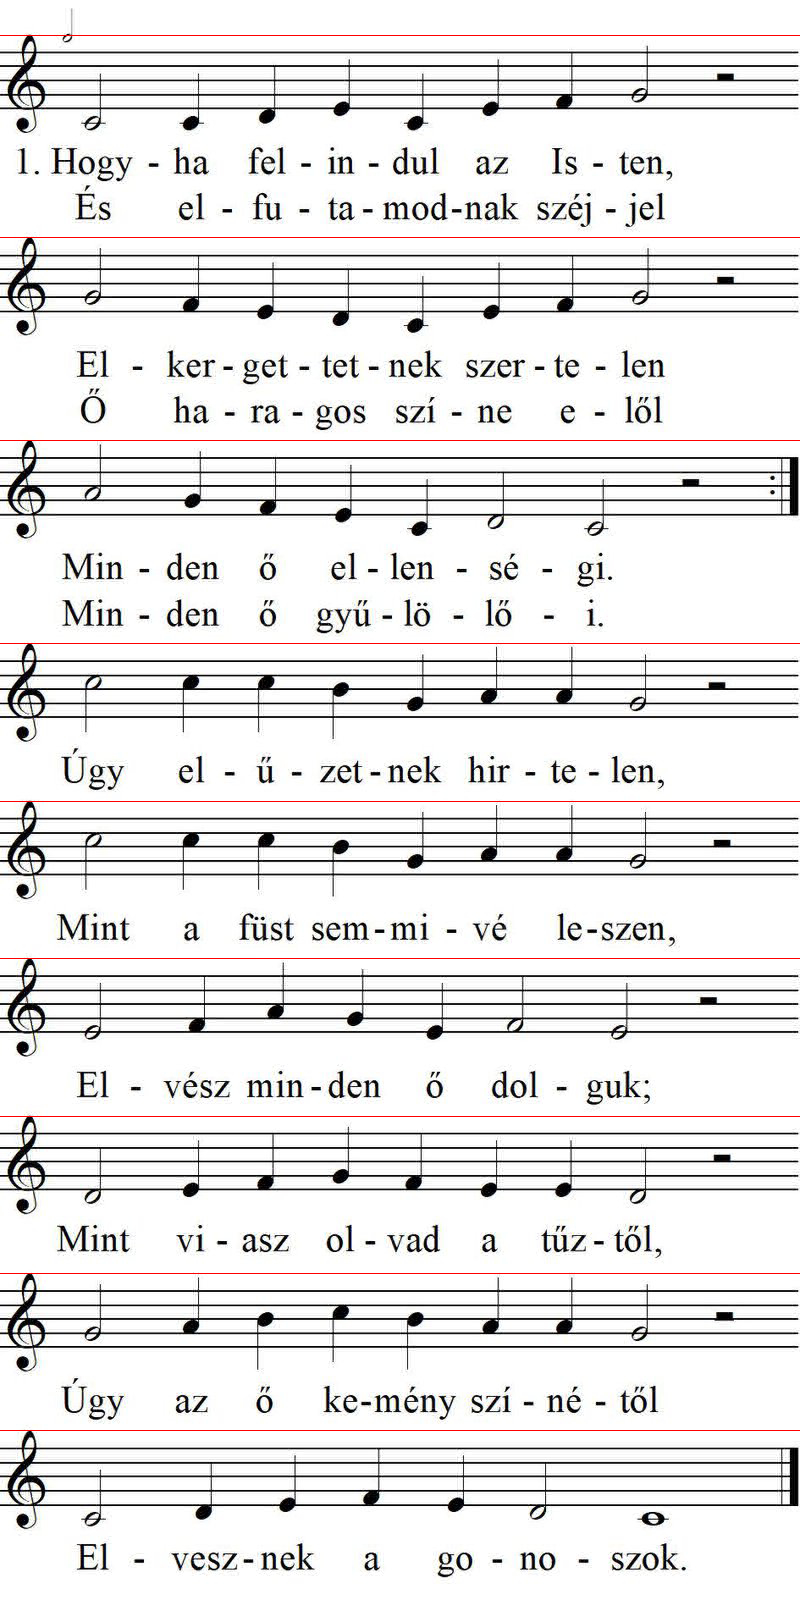 1. Hogy - ha fel - in - dul az Is - ten,
És el - fu - ta - mod-nak széj - jel
El - ker - get - tet - nek szer - te - len
Ő ha - ra - gos szí - ne e - lől
Min - den ő el - len - sé - gi.
Min - den ő gyű - lö - lő - i.
Úgy el - ű - zet - nek hir - te - len,
Mint a füst sem - mi - vé le - szen,
El - vész min - den ő dol - guk;
Mint vi - asz ol - vad a tűz - től,
Úgy az ő ke - mény szí - né - től
El - vesz - nek a go - no - szok.